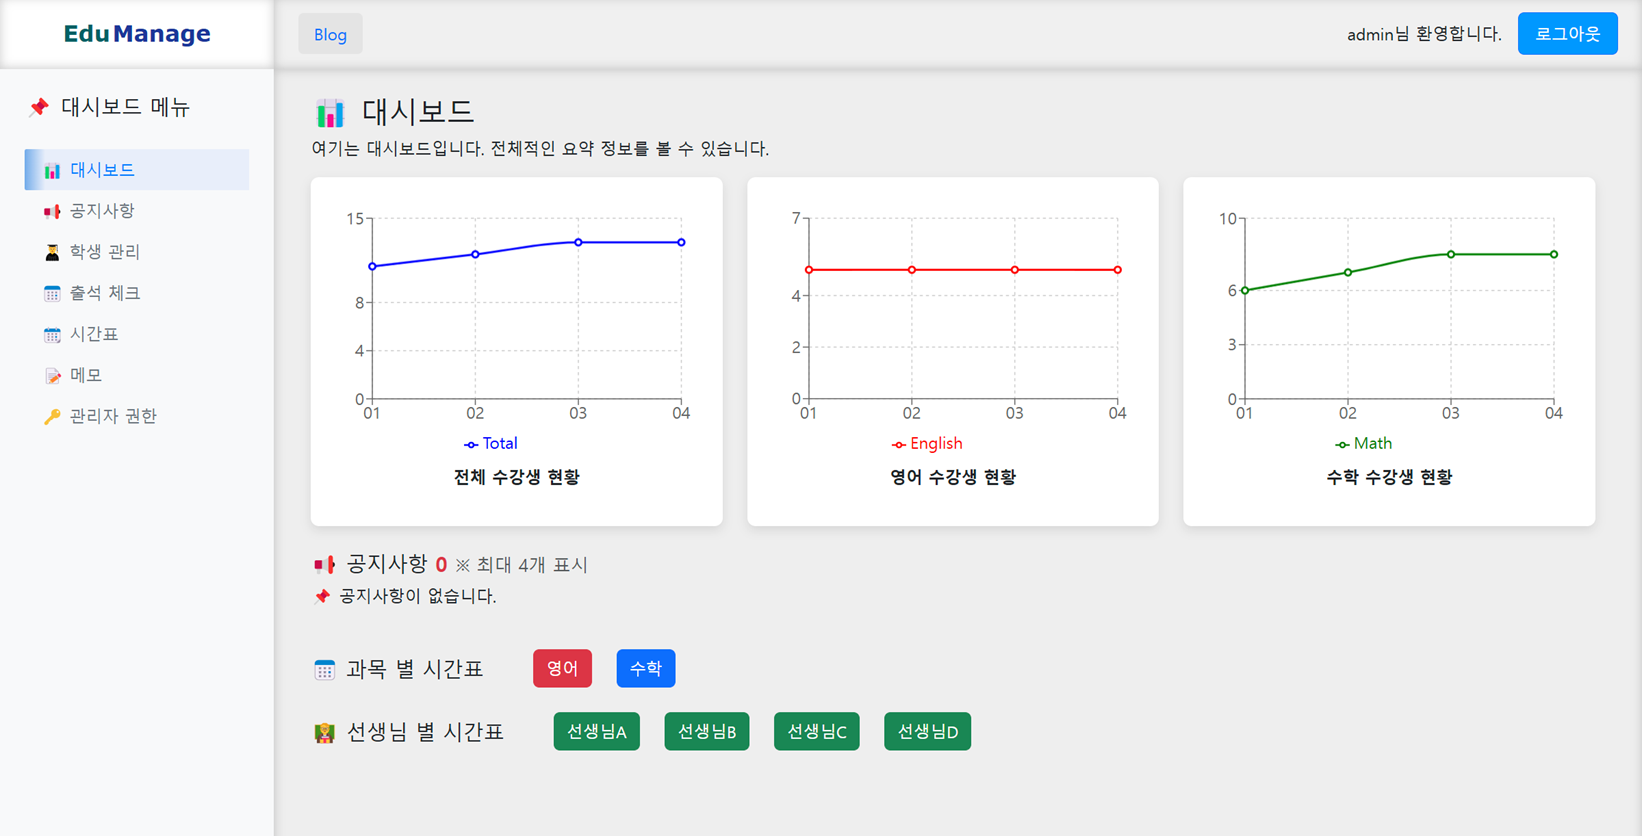 EduManage
Blog
admin님 환영합니다.
로그아웃
대시보드 메뉴
대시보드
공지사항
학생 관리
출석 체크
시간표
메모
관리자 권한
대시보드
여기는 대시보드입니다. 전체적인 요약 정보를 볼 수 있습니다.
15
8
4
0
01 02 03 04
Total
전체 수강생 현황
7
4
2
0
01 02 03 04
English
영어 수강생 현황
10
6
3
0
01 02 03 04
Math
수학 수강생 현황
공지사항 0 ※ 최대 4개 표시
공지사항이 없습니다.
과목 별 시간표 영어 수학
선생님 별 시간표 선생님A 선생님B 선생님C 선생님D